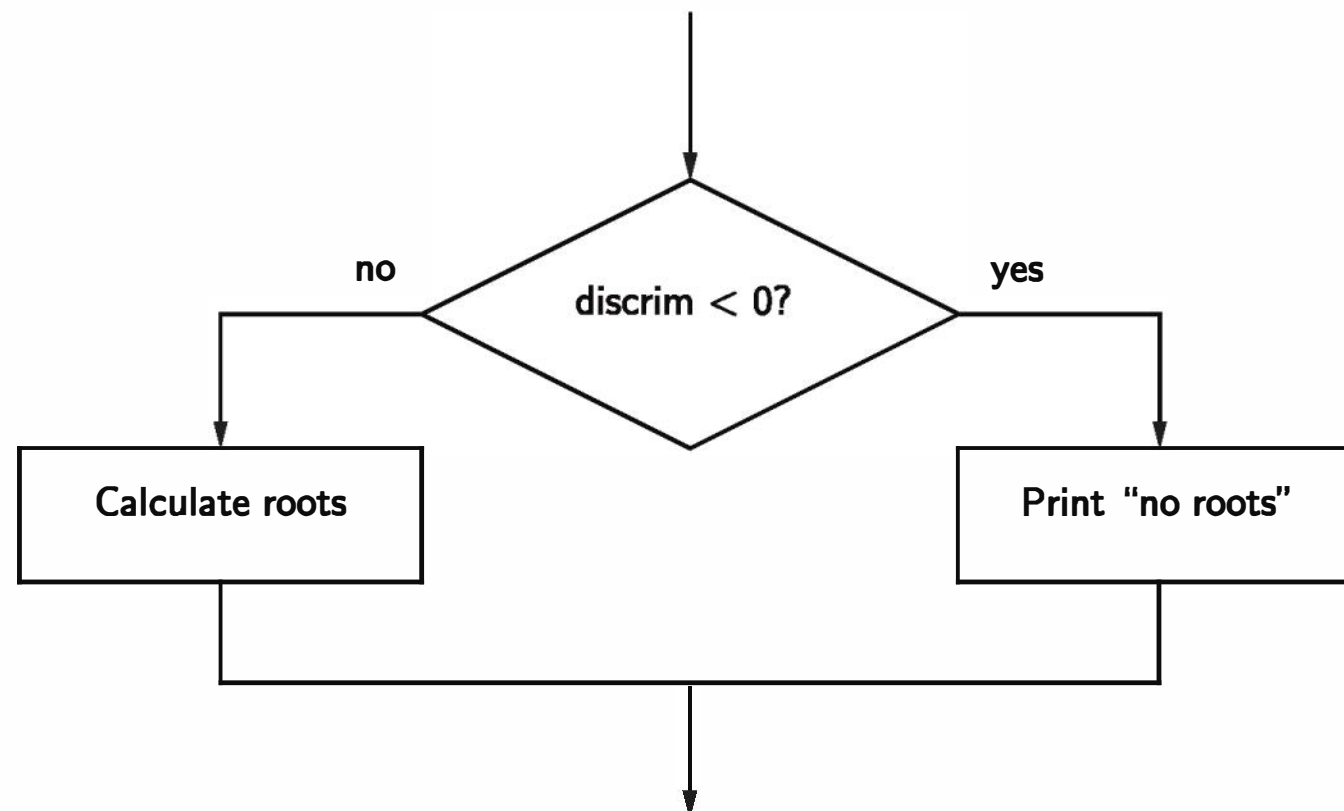 no
yes
discrim < 0?
Calculate roots
Print “no roots”